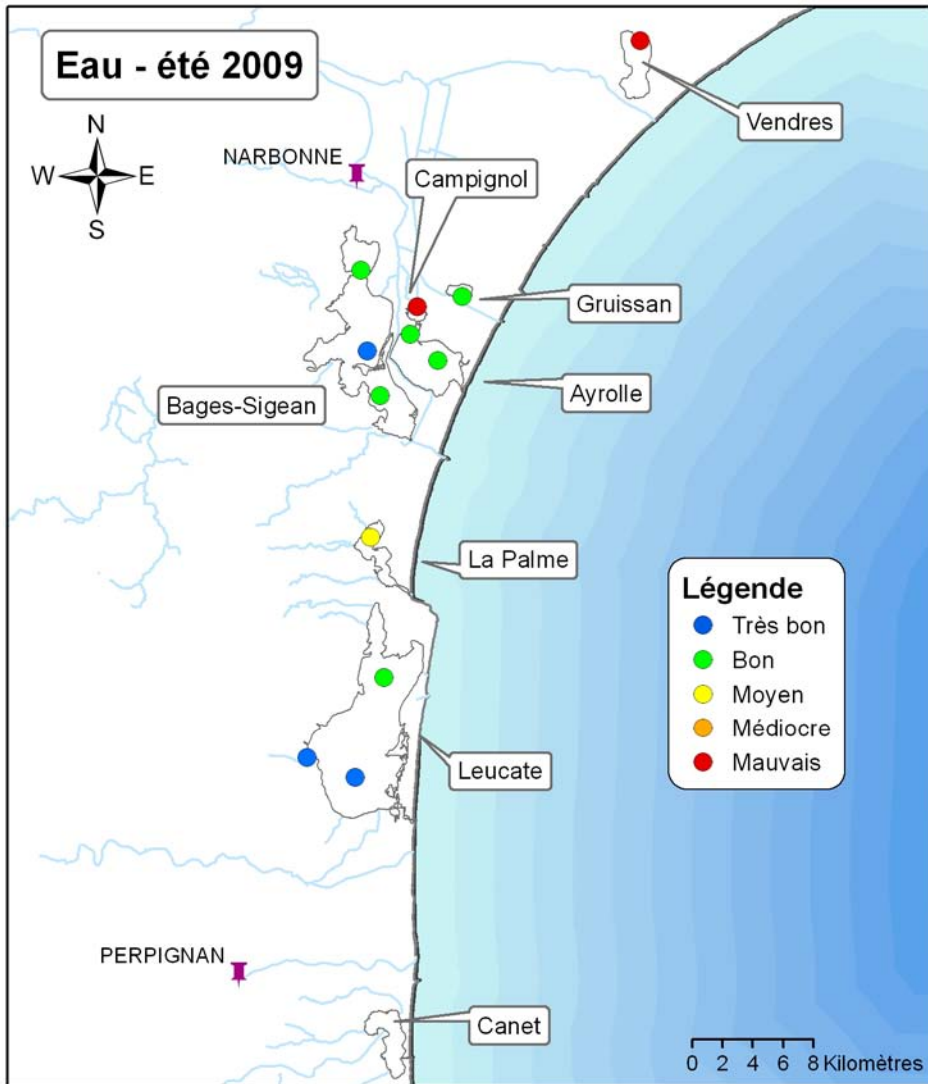 Eau - été 2009
N
W E
S
NARBONNE
Vendres
Campignol
Gruissan
Ayrolle
Bages-Sigean
La Palme
Légende
Très bon
Bon
Moyen
Médiocre
Mauvais
Leucate
PERPIGNAN
Canet
0 2 4 6 8 Kilomètres